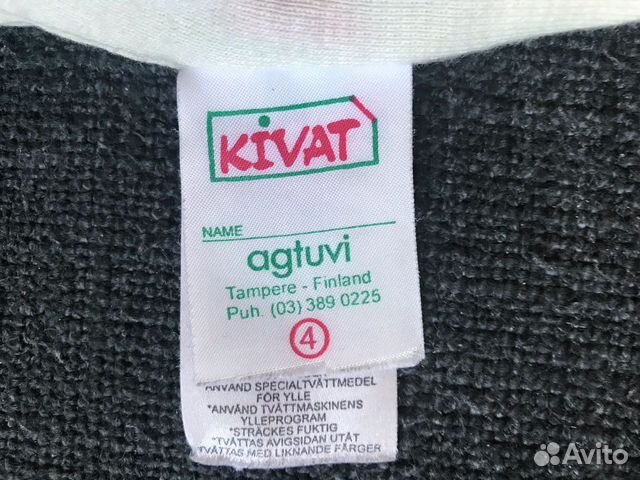 KiVAT
NAME
agtuvi
Tampere - Finland
Puh. (03) 389 0225
4
ANVÄND SPECIALTVÄTTMEDEL
FÖR YLLE
*ANVÄND TVÄTTMASKINENS
YLLEPROGRAM
*STRÄCKES FUKTIG
*TVÄTTAS AVIGSIDAN UTÅT
TVÄTTAS MED LIKNANDE FÄRGER
Avito